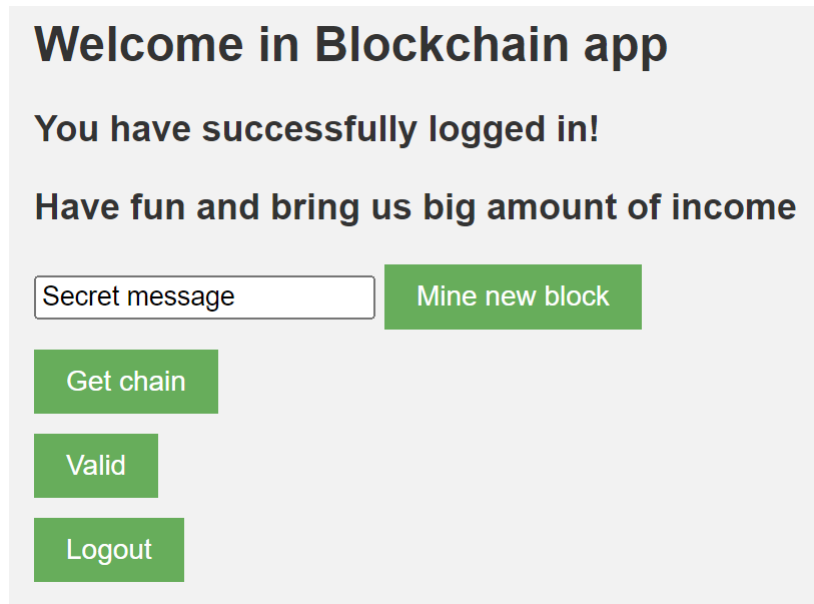 Welcome in Blockchain app
You have successfully logged in!
Have fun and bring us big amount of income
Secret message Mine new block
Get chain
Valid
Logout